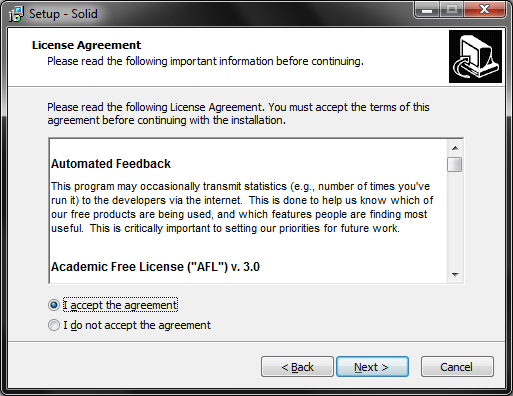 Setup - Solid
License Agreement
Please read the following important information before continuing.
Please read the following License Agreement. You must accept the terms of this
agreement before continuing with the installation.
Automated Feedback
This program may occasionally transmit statistics (e.g., number of times you've
run it) to the developers via the internet. This is done to help us know which of
our free products are being used, and which features people are finding most
useful. This is critically important to setting our priorities for future work.
Academic Free License ("AFL") v. 3.0
I accept the agreement
I do not accept the agreement
< Back Next > Cancel